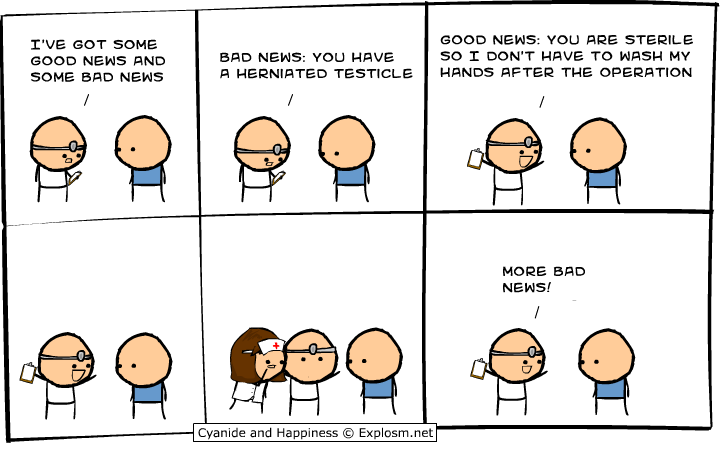 I'VE GOT SOME
GOOD NEWS AND
SOME BAD NEWS
BAD NEWS: YOU HAVE
A HERNIATED TESTICLE
GOOD NEWS: YOU ARE STERILE
SO I DON'T HAVE TO WASH MY
HANDS AFTER THE OPERATION
MORE BAD
NEWS!
Cyanide and Happiness © Explosm.net